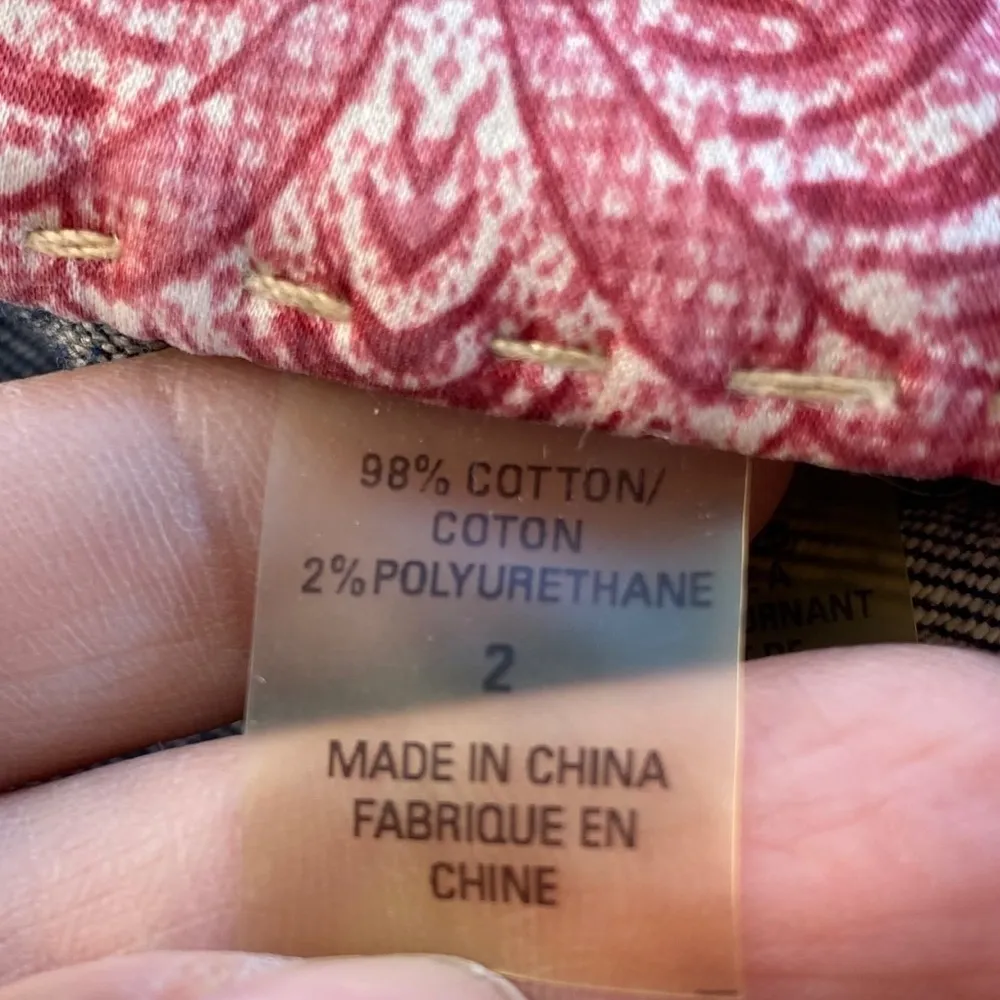 98% COTTON/
COTON
2% POLYURETHANE
2
MADE IN CHINA
FABRIQUE EN
CHINE